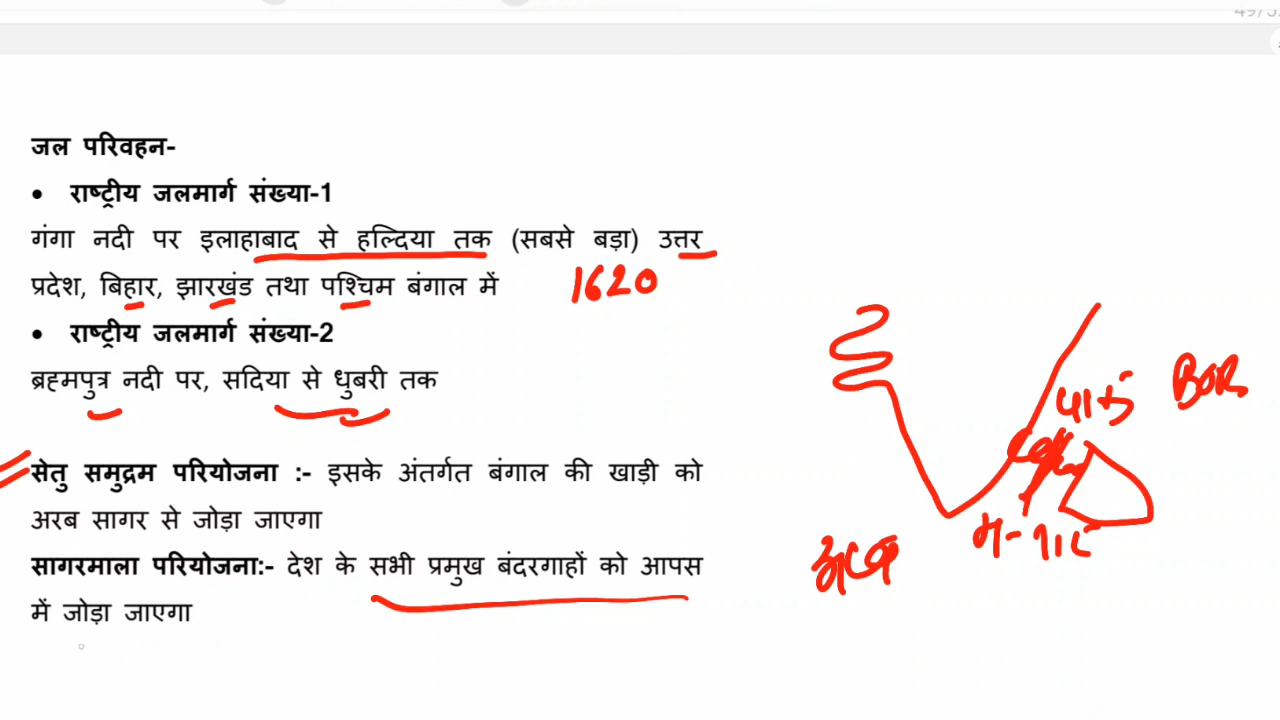 जल परिवहन-
• राष्ट्रीय जलमार्ग संख्या-1
गंगा नदी पर इलाहाबाद से हल्दिया तक (सबसे बड़ा) उत्तर
प्रदेश, बिहार, झारखंड तथा पश्चिम बंगाल में
1620
• राष्ट्रीय जलमार्ग संख्या-2
ब्रह्मपुत्र नदी पर, सदिया से धुबरी तक
सेतु समुद्रम परियोजना :- इसके अंतर्गत बंगाल की खाड़ी को
अरब सागर से जोड़ा जाएगा
सागरमाला परियोजना:- देश के सभी प्रमुख बंदरगाहों को आपस
में जोड़ा जाएगा